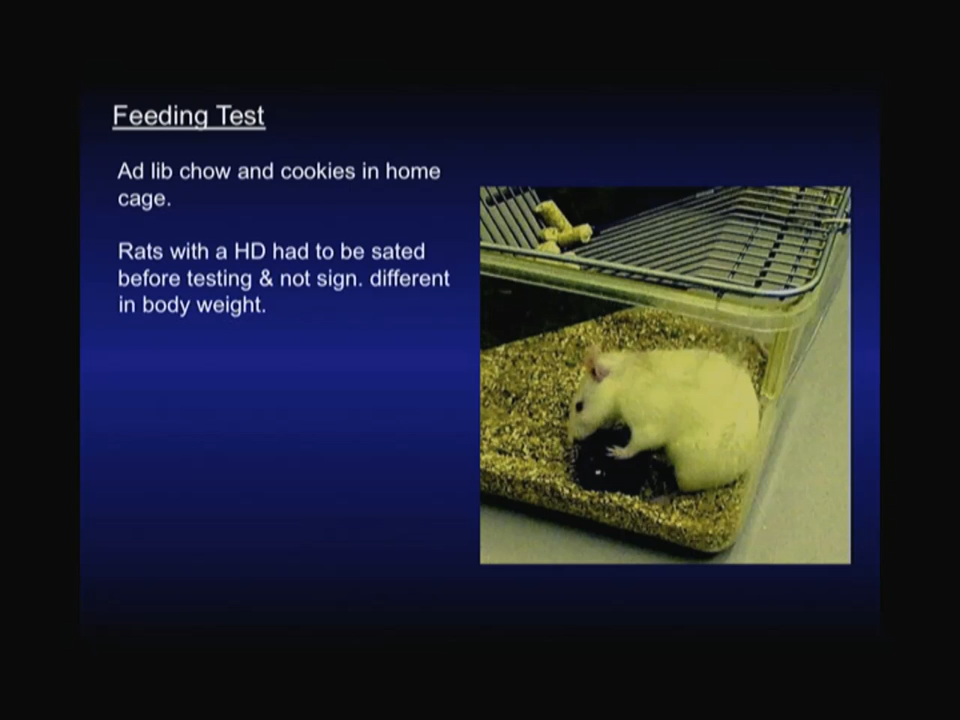 Feeding Test
Ad lib chow and cookies in home
cage.
Rats with a HD had to be sated
before testing & not sign. different
in body weight.